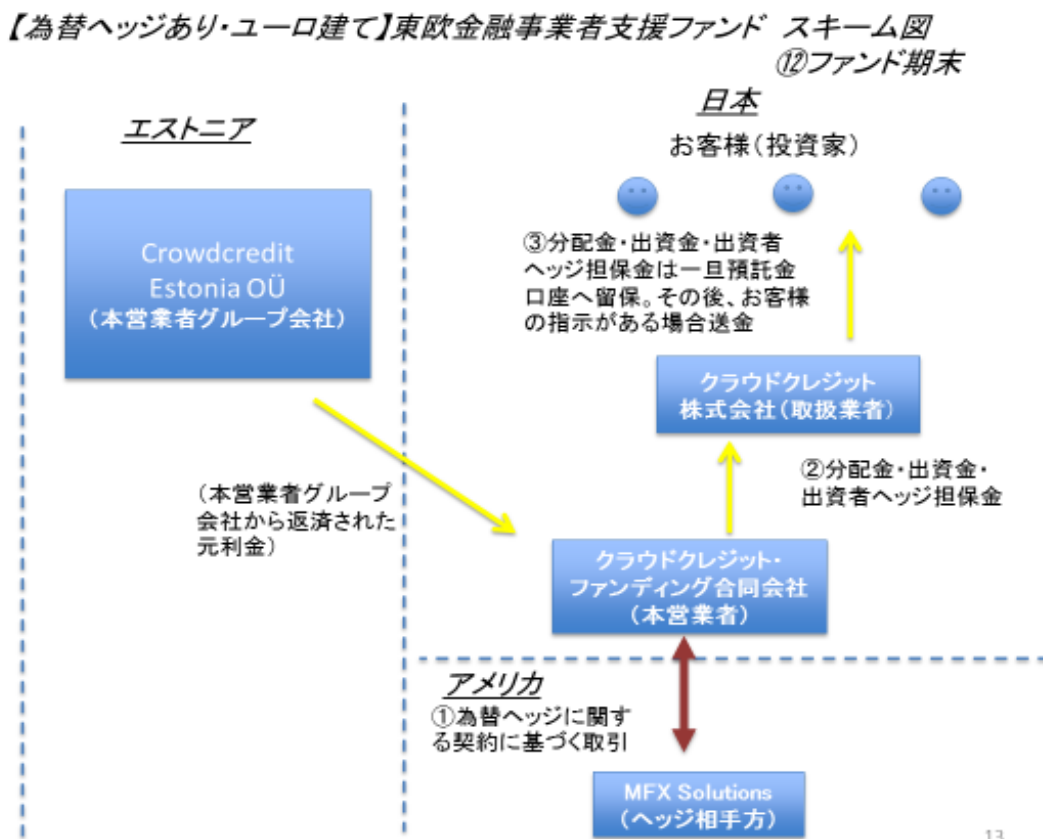 【為替ヘッジあり・ユーロ建て】東欧金融事業者支援ファンド　スキーム図
⑫ファンド期末
エストニア
日本
お客様(投資家)
Crowdcredit
Estonia OÜ
(本営業者グループ会社)
③分配金・出資金・出資者
ヘッジ担保金は一旦預託金
口座へ留保。その後、お客様
の指示がある場合送金
クラウドクレジット
株式会社(取扱業者)
②分配金・出資金・
出資者ヘッジ担保金
(本営業者グループ
会社から返済された
元利金)
クラウドクレジット・
ファンディング合同会社
(本営業者)
アメリカ
①為替ヘッジに関す
る契約に基づく取引
MFX Solutions
(ヘッジ相手方)
13